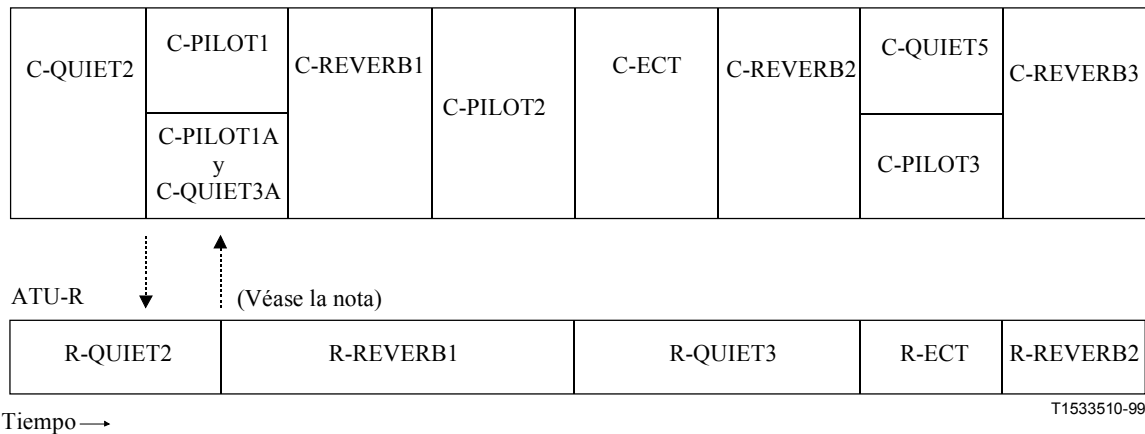 C-QUIET2
C-PILOT1
C-PILOT1A
y
C-QUIET3A
C-REVERB1
C-PILOT2
C-ECT
C-REVERB2
C-QUIET5
C-PILOT3
C-REVERB3
ATU-R
(Véase la nota)
R-QUIET2
R-REVERB1
R-QUIET3
R-ECT
R-REVERB2
T1533510-99
Tiempo